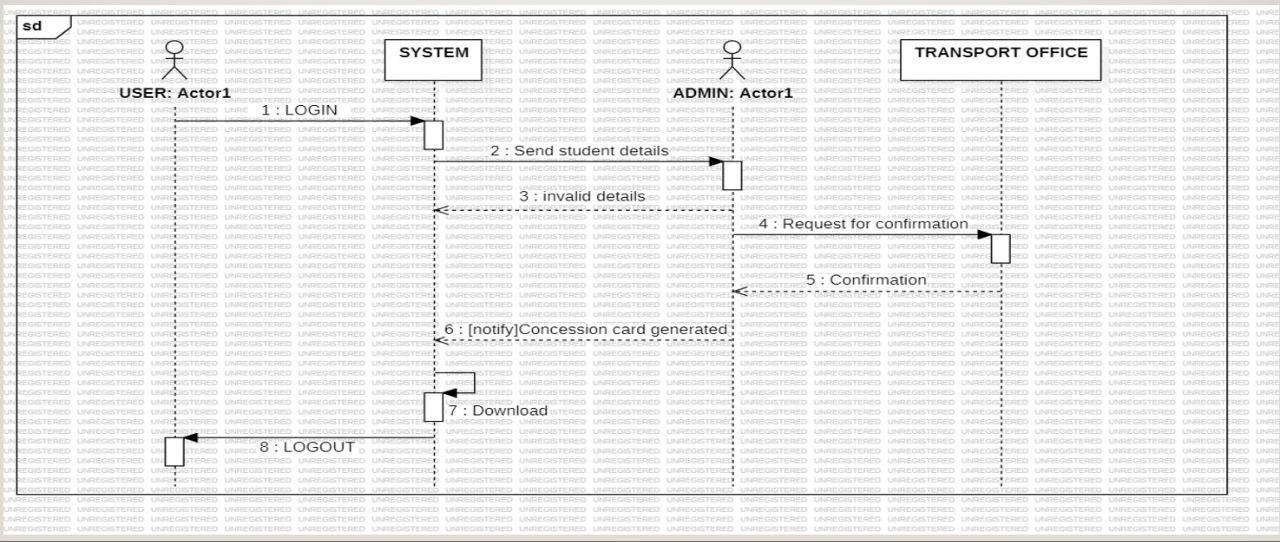 sd
SYSTEM
TRANSPORT OFFICE
USER: Actor1
ADMIN: Actor1
1 : LOGIN
2 : Send student details
3 : invalid details
4 : Request for confirmation
5 : Confirmation
6 : [notify]Concession card generated
7 : Download
8 : LOGOUT
UNREGISTERED